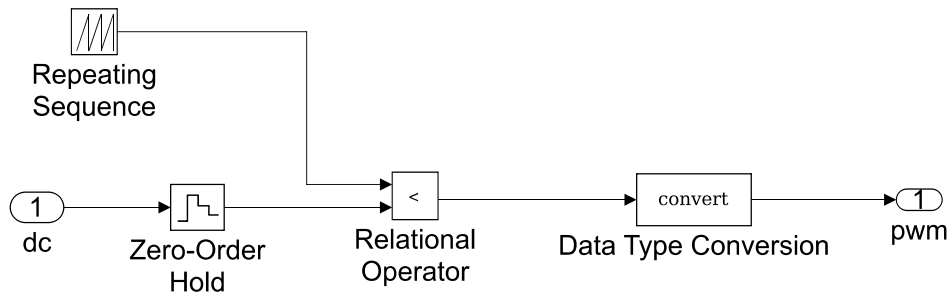 Repeating
Sequence
1
dc
Zero-Order
Hold
<
Relational
Operator
convert
Data Type Conversion
1
pwm